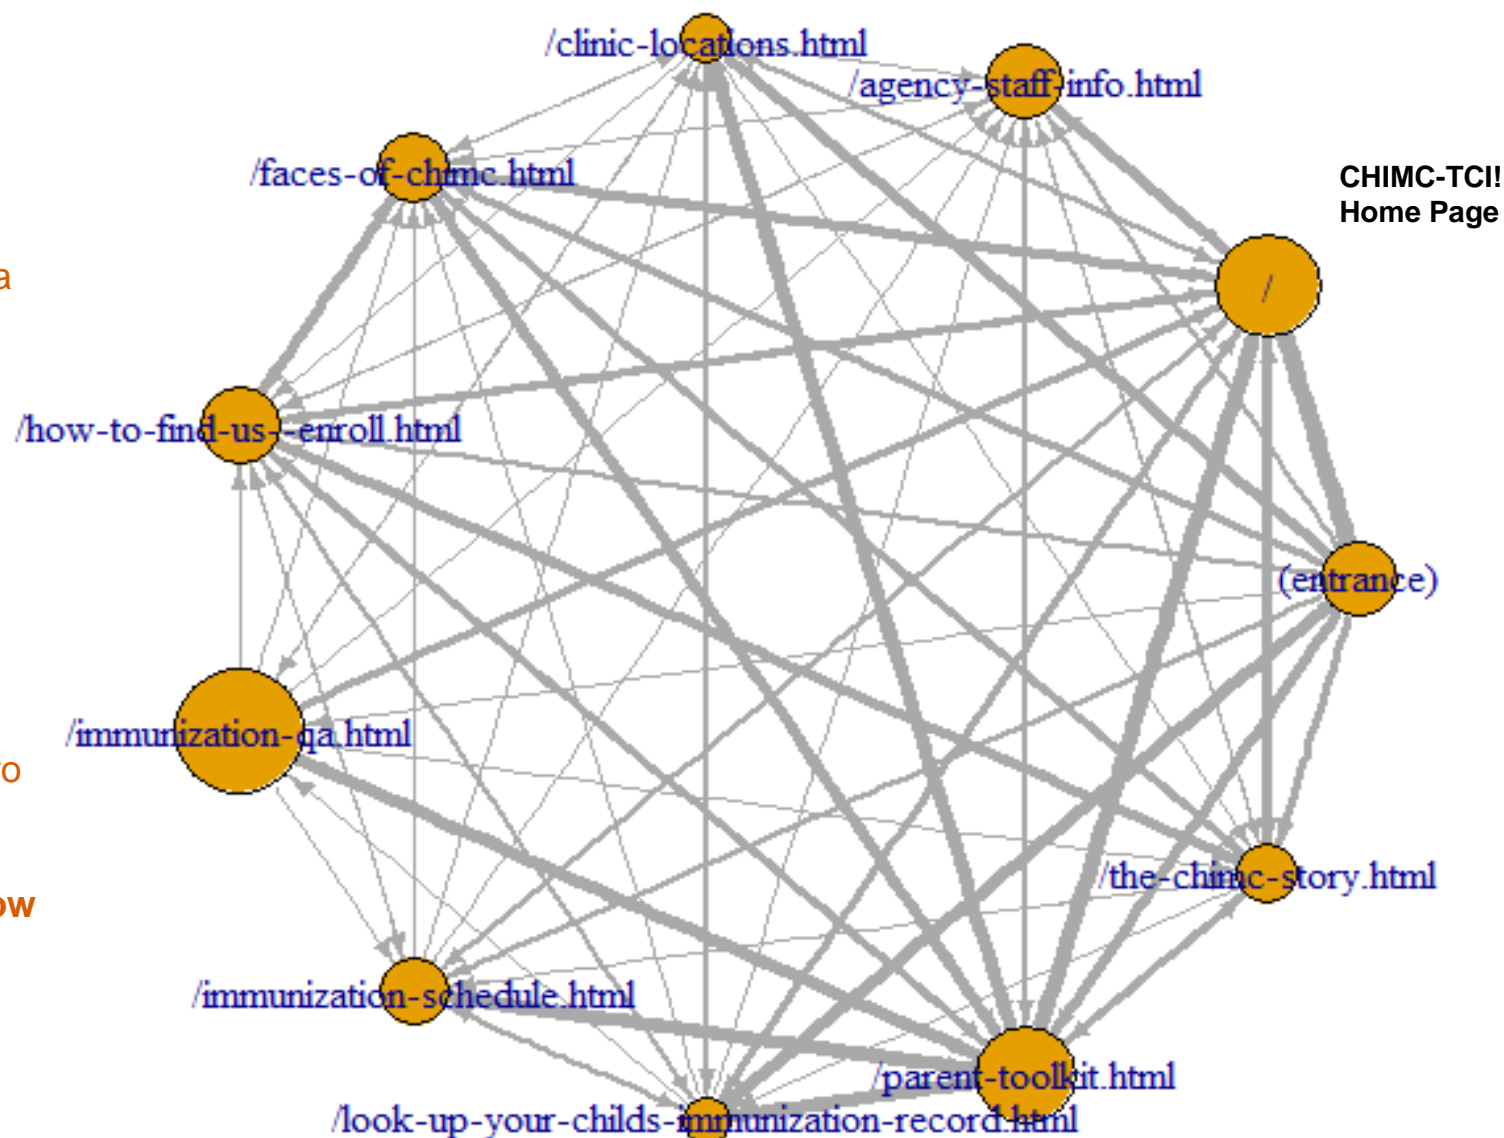 /clinic-locations.html
/agency-staff-info.html
/faces-of-chimc.html
CHIMC-TCI!
Home Page
a
/
/how-to-find-us--enroll.html
(entrance)
/immunization-qa.html
ro
ow
/the-chimc-story.html
/immunization-schedule.html
/parent-toolkit.html
/look-up-your-childs-immunization-record.html